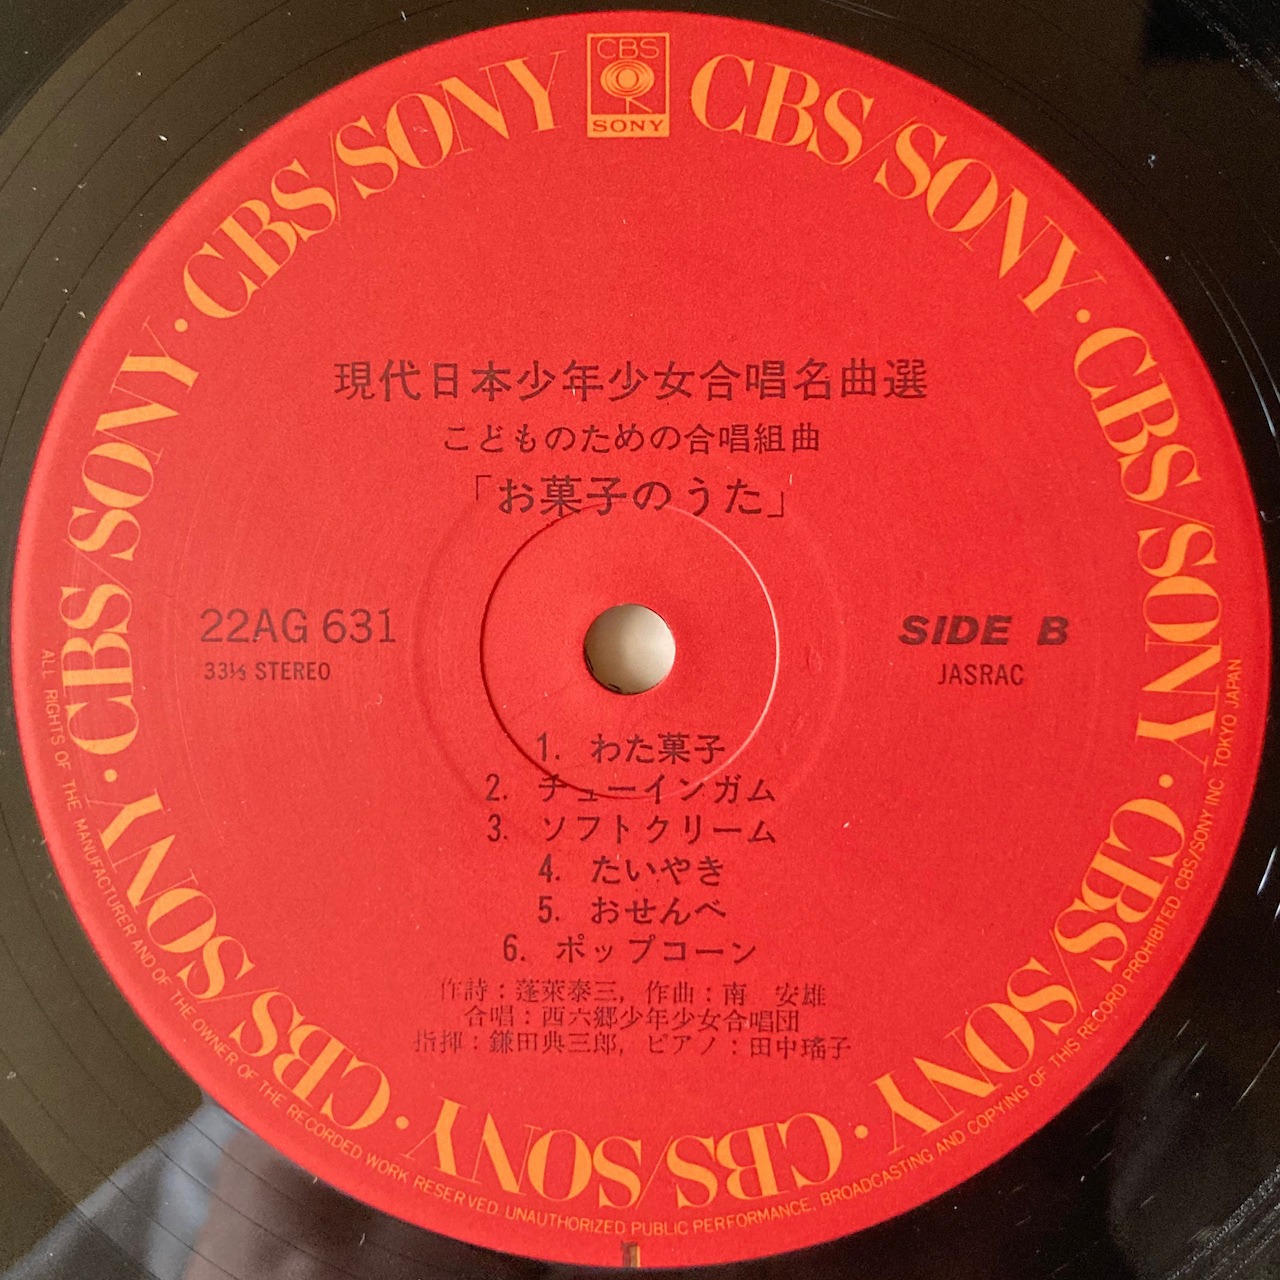 CBS
SONY
CBS/SONY · CBS/SONY · CBS/SONY · CBS/SONY · CBS/SONY · CBS/SONY · CBS/SONY
現代日本少年少女合唱名曲選
こどものための合唱組曲
「お菓子のうた」
22AG 631
33⅓ STEREO
SIDE B
JASRAC
1. わた菓子
2. チューインガム
3. ソフトクリーム
4. たいやき
5. おせんべ
6. ポップコーン
作詩：蓬萊泰三, 作曲：南　安雄
合唱：西六郷少年少女合唱団
指揮：鎌田典三郎, ピアノ：田中瑤子
ALL RIGHTS OF THE MANUFACTURER AND OF THE OWNER OF THE RECORDED WORK RESERVED. UNAUTHORIZED PUBLIC PERFORMANCE, BROADCASTING AND COPYING OF THIS RECORD PROHIBITED. CBS/SONY INC. TOKYO JAPAN